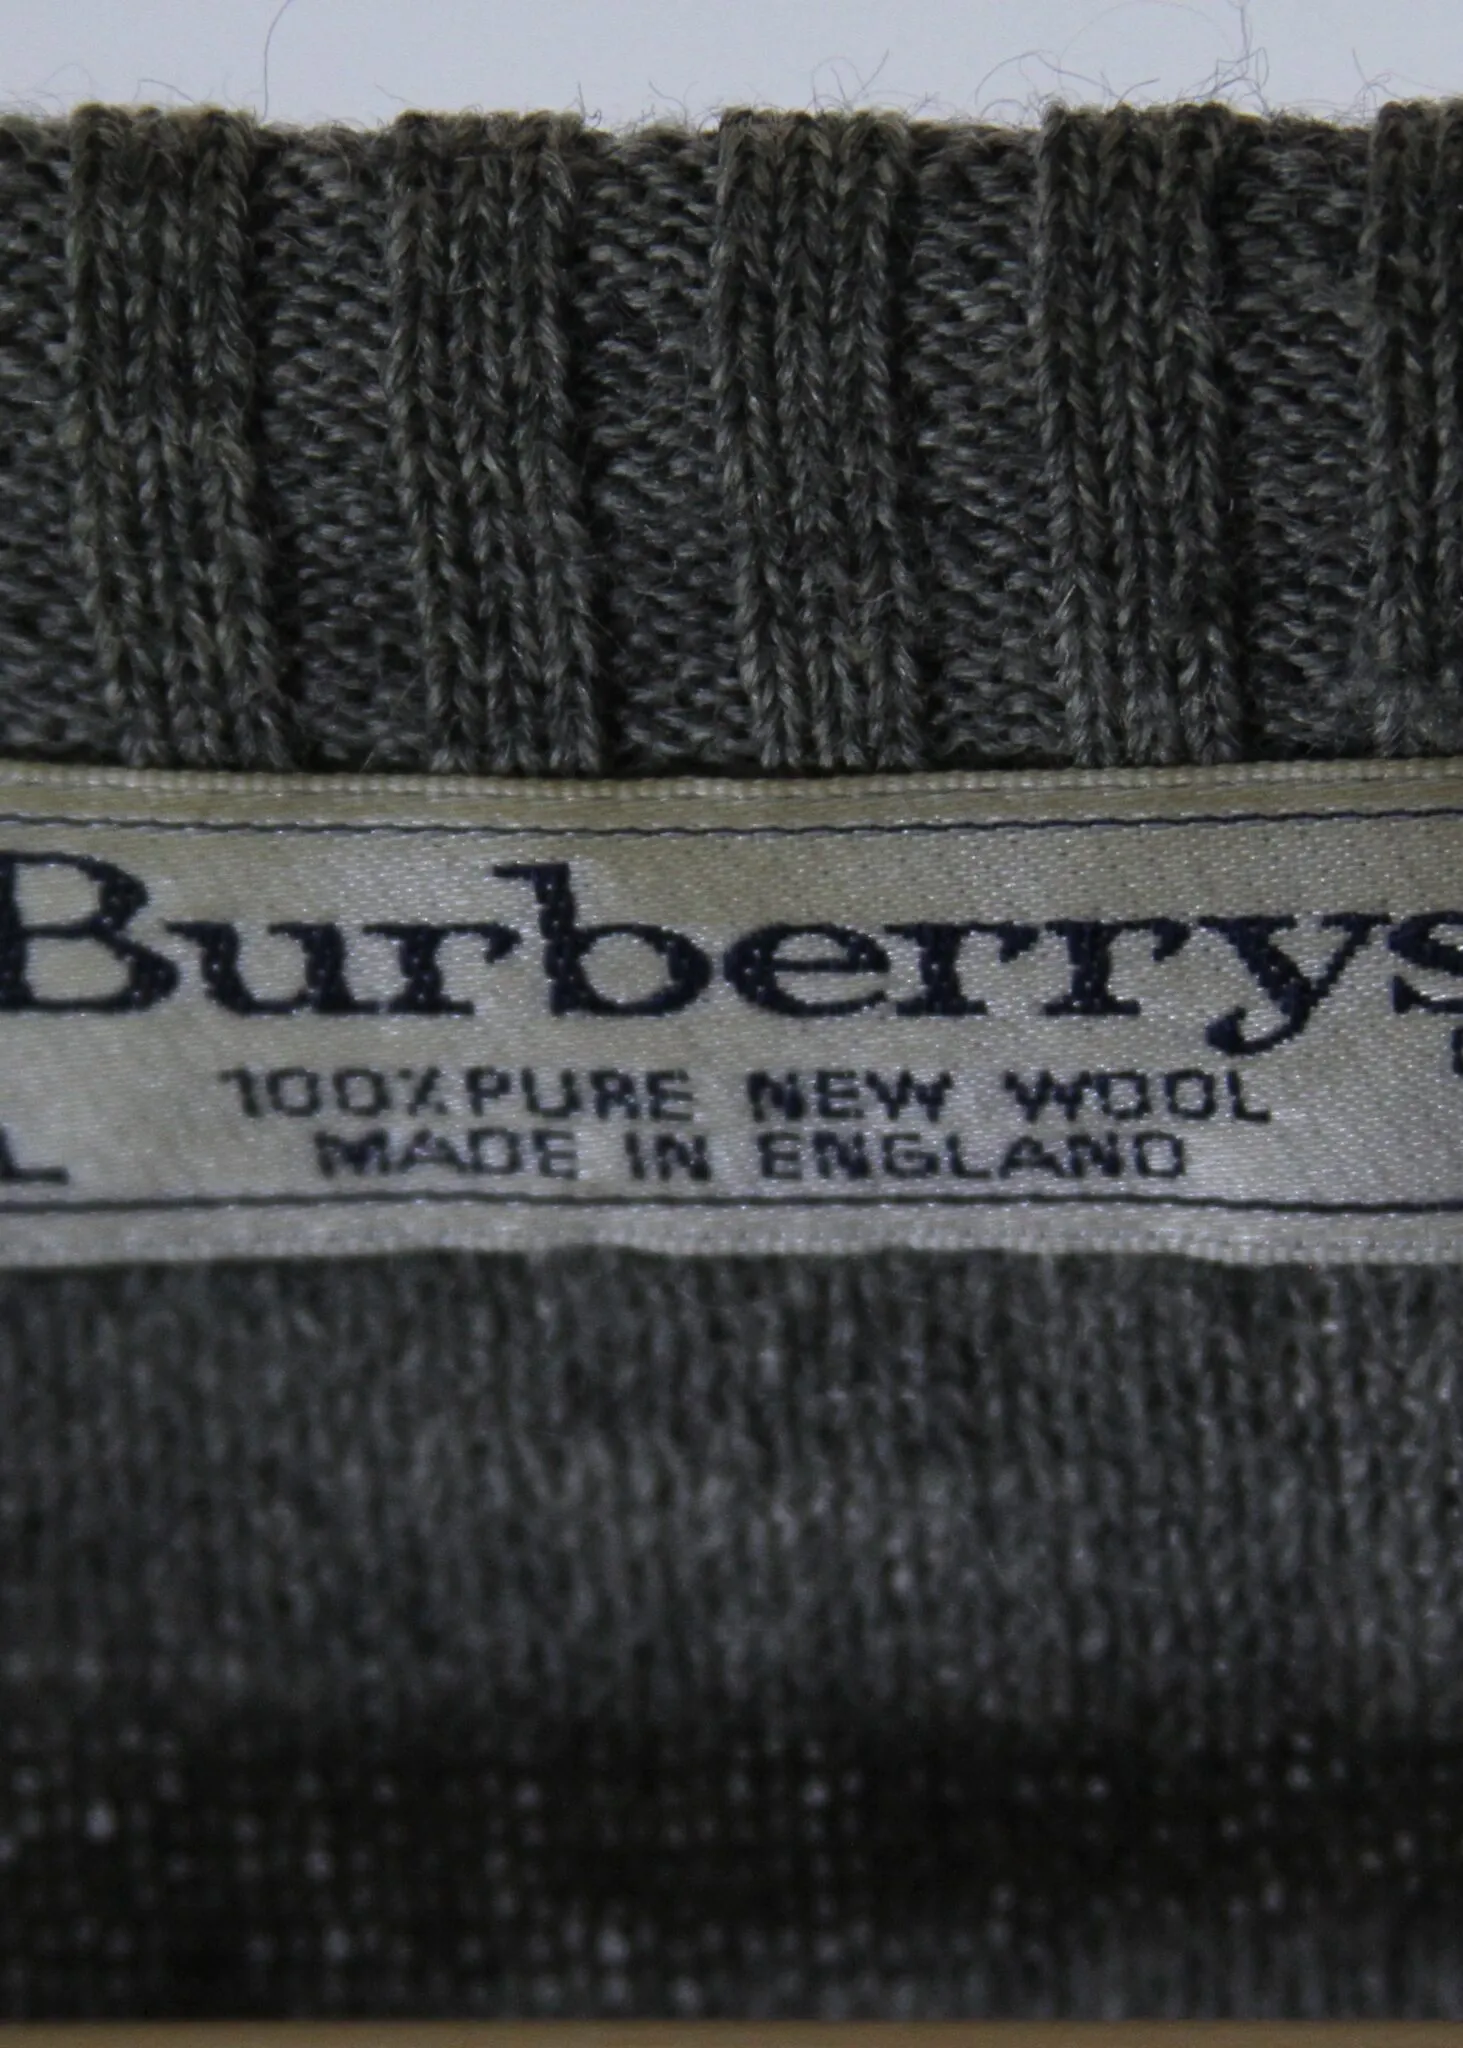 Burberrys
100% PURE NEW WOOL
MADE IN ENGLAND
L